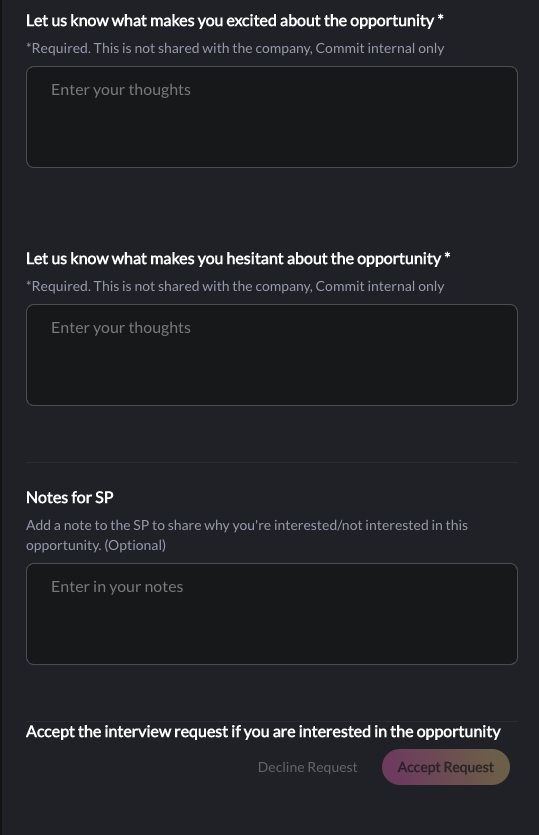 Let us know what makes you excited about the opportunity *
*Required. This is not shared with the company, Commit internal only
Enter your thoughts
Let us know what makes you hesitant about the opportunity *
*Required. This is not shared with the company, Commit internal only
Enter your thoughts
Notes for SP
Add a note to the SP to share why you're interested/not interested in this
opportunity. (Optional)
Enter in your notes
Accept the interview request if you are interested in the opportunity
Decline Request
Accept Request